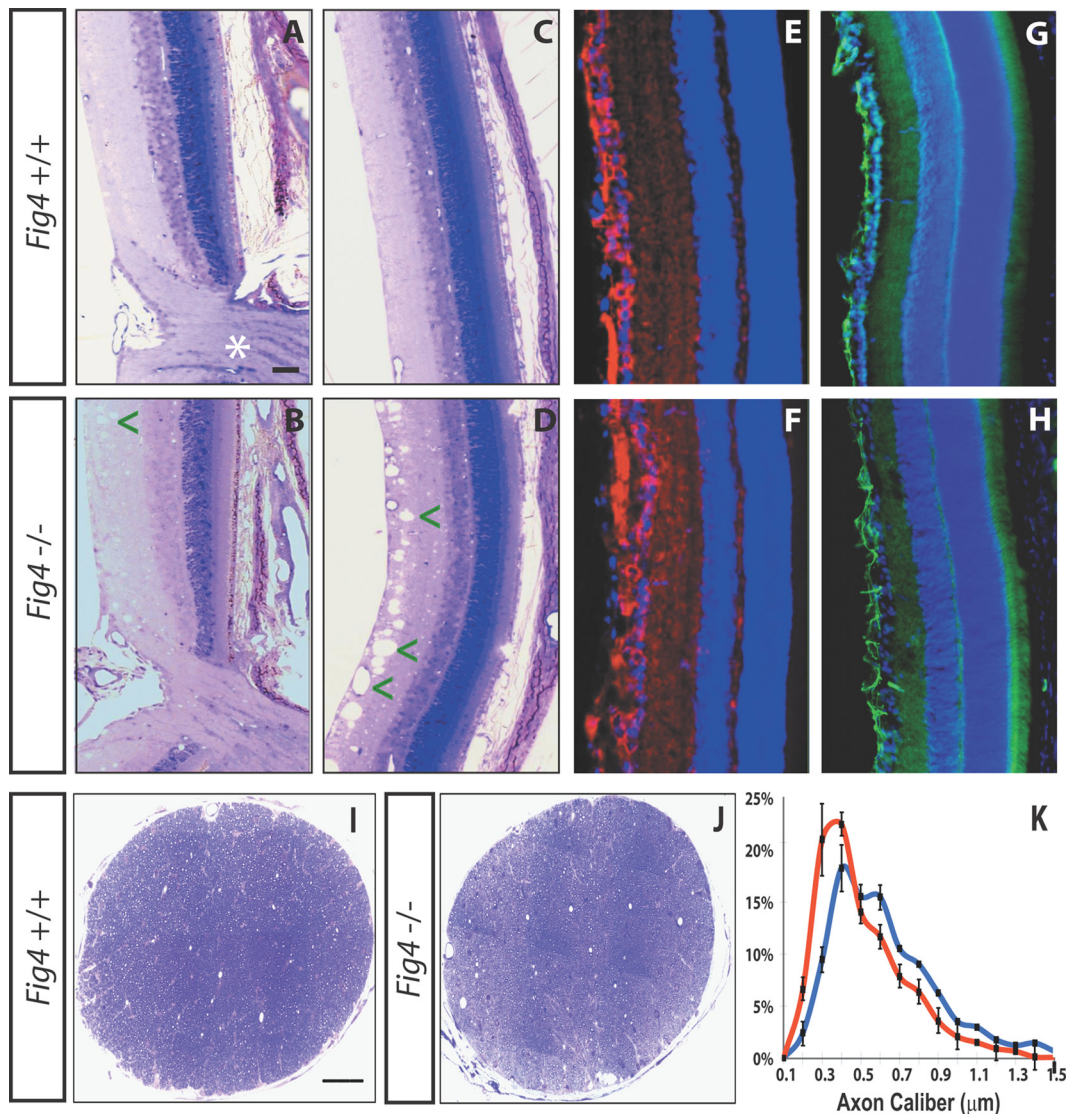 Fig4 +/+
A
*
C
E
G
Fig4 -/-
<
B
<
<
<
D
F
H
Fig4 +/+
I
Fig4 -/-
J
K
25%
20%
15%
10%
5%
0%
0.1 0.3 0.5 0.7 0.9 1.1 1.3 1.5
Axon Caliber (μm)